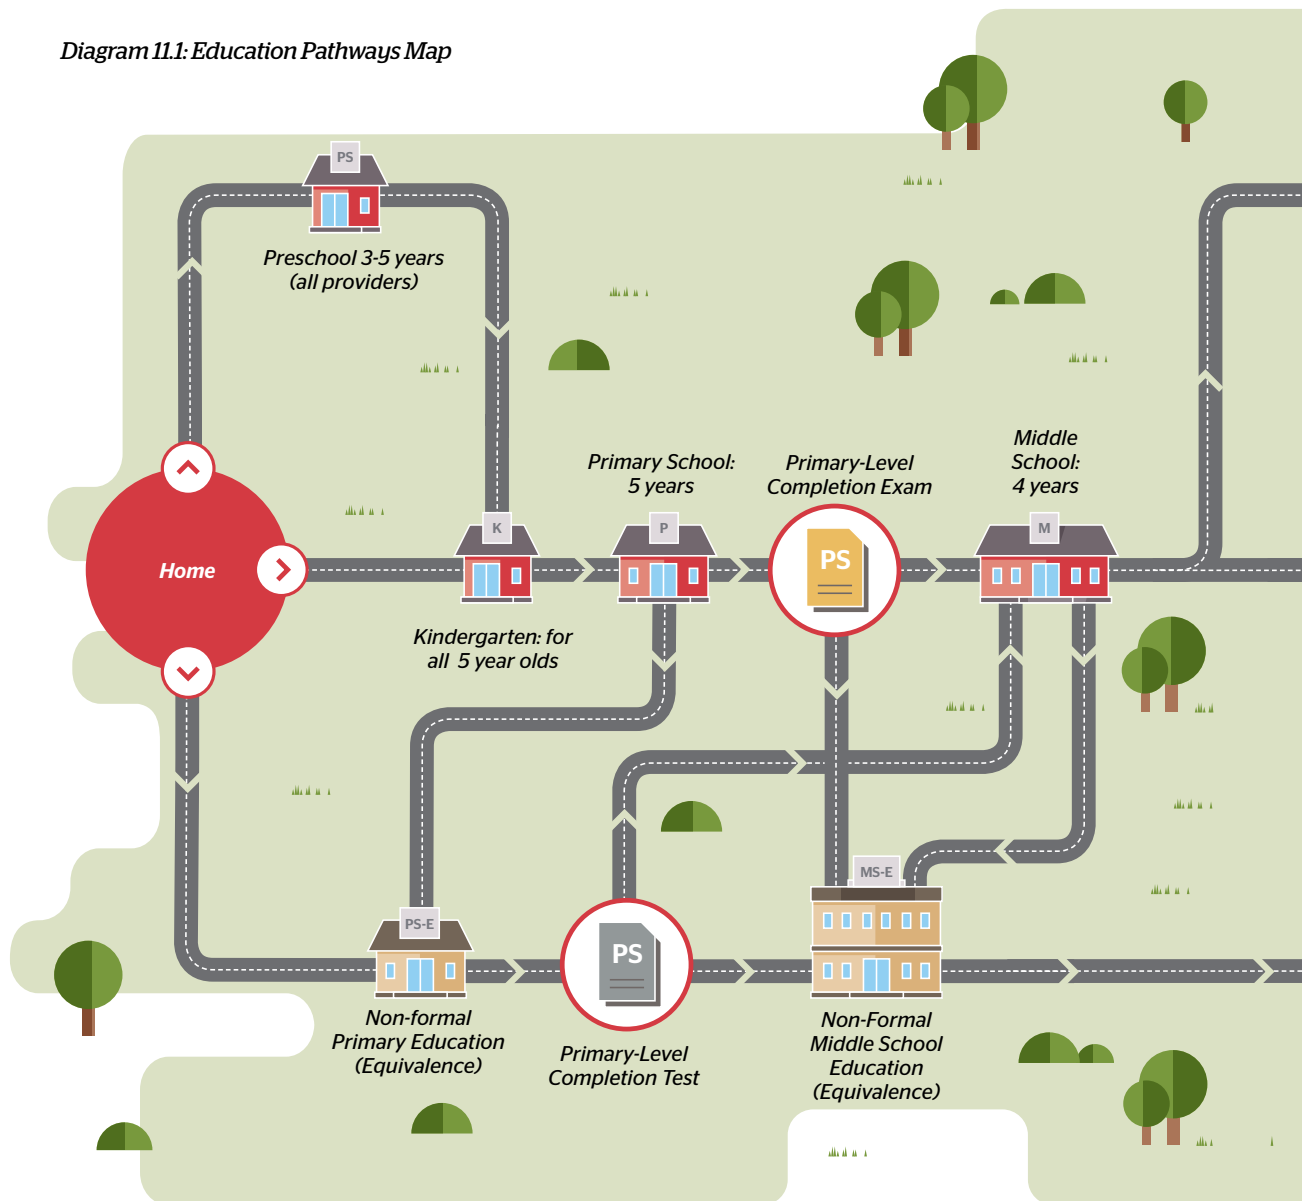 Diagram 11.1: Education Pathways Map
PS
Preschool 3-5 years
(all providers)
Home
K
Kindergarten: for
all 5 year olds
Primary School:
5 years
P
Primary-Level
Completion Exam
PS
Middle
School:
4 years
M
PS-E
Non-formal
Primary Education
(Equivalence)
PS
Primary-Level
Completion Test
MS-E
Non-Formal
Middle School
Education
(Equivalence)